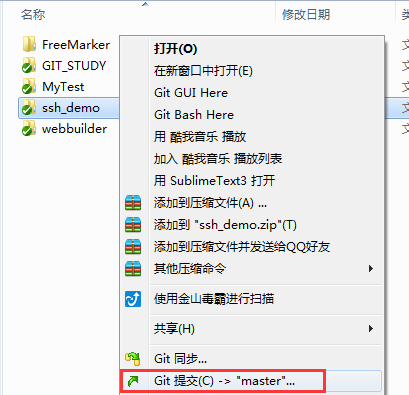 名称 修改日期 类
FreeMarker 文
GIT_STUDY 文
MyTest 文
ssh_demo 文
webbuilder 文
打开(O)
在新窗口中打开(E)
Git GUI Here
Git Bash Here
用 酷我音乐 播放
加入 酷我音乐 播放列表
用 SublimeText3 打开
添加到压缩文件(A) ...
添加到 "ssh_demo.zip"(T)
添加到压缩文件并发送给QQ好友
其他压缩命令
使用金山毒霸进行扫描
共享(H)
Git 同步...
Git 提交(C) -> "master"...